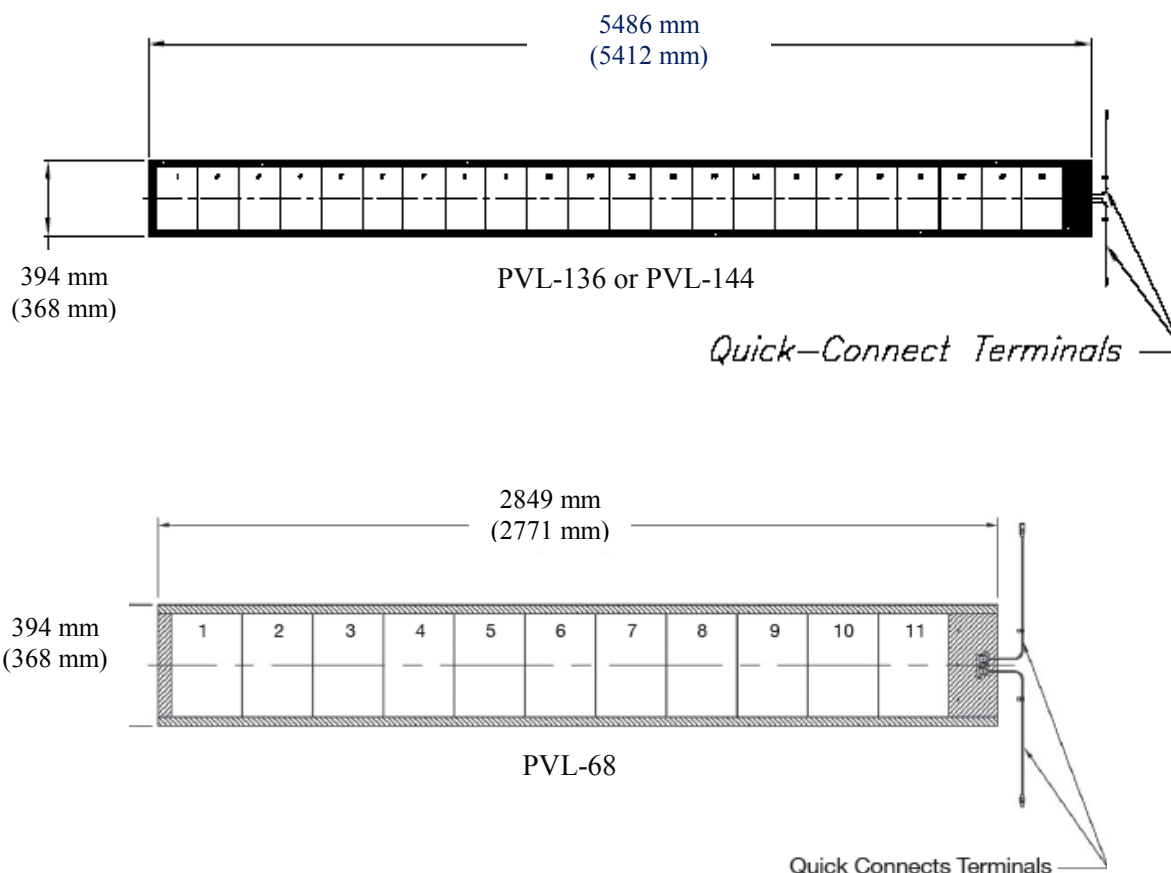 5486 mm
(5412 mm)
394 mm
(368 mm)
PVL-136 or PVL-144
Quick-Connect Terminals
2849 mm
(2771 mm)
394 mm
(368 mm)
1 2 3 4 5 6 7 8 9 10 11
PVL-68
Quick Connects Terminals